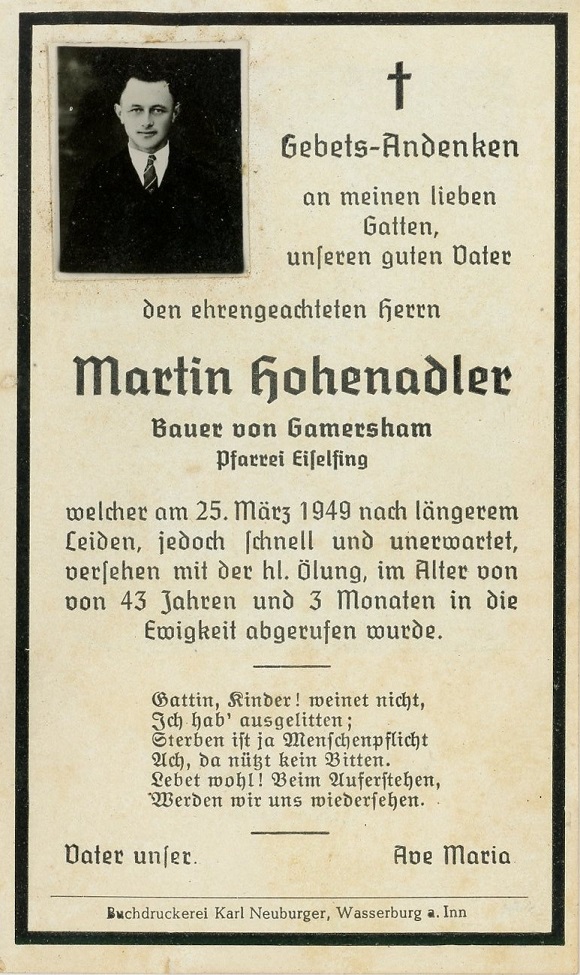 Gebets-Andenken
an meinen lieben
Gatten,
unseren guten Vater
den ehrengeachteten Herrn
Martin Hohenadler
Bauer von Gamersham
Pfarrei Eiselfing
welcher am 25. März 1949 nach längerem
Leiden, jedoch schnell und unerwartet,
versehen mit der hl. Ölung, im Alter von
von 43 Jahren und 3 Monaten in die
Ewigkeit abgerufen wurde.
Gattin, Kinder! weinet nicht,
Ich hab' ausgelitten;
Sterben ist ja Menschenpflicht
Ach, da nützt kein Bitten.
Lebet wohl! Beim Auferstehen,
Werden wir uns wiedersehen.
Vater unser. Ave Maria
Buchdruckerei Karl Neuburger, Wasserburg a. Inn